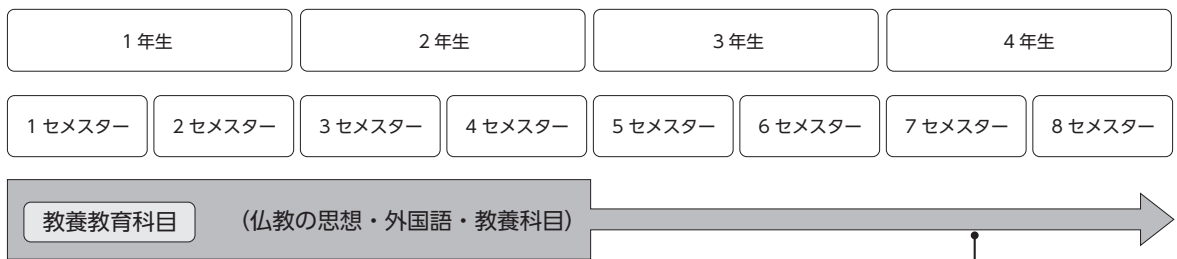 1年生 2年生 3年生 4年生
1セメスター 2セメスター 3セメスター 4セメスター 5セメスター 6セメスター 7セメスター 8セメスター
教養教育科目 (仏教の思想・外国語・教養科目)